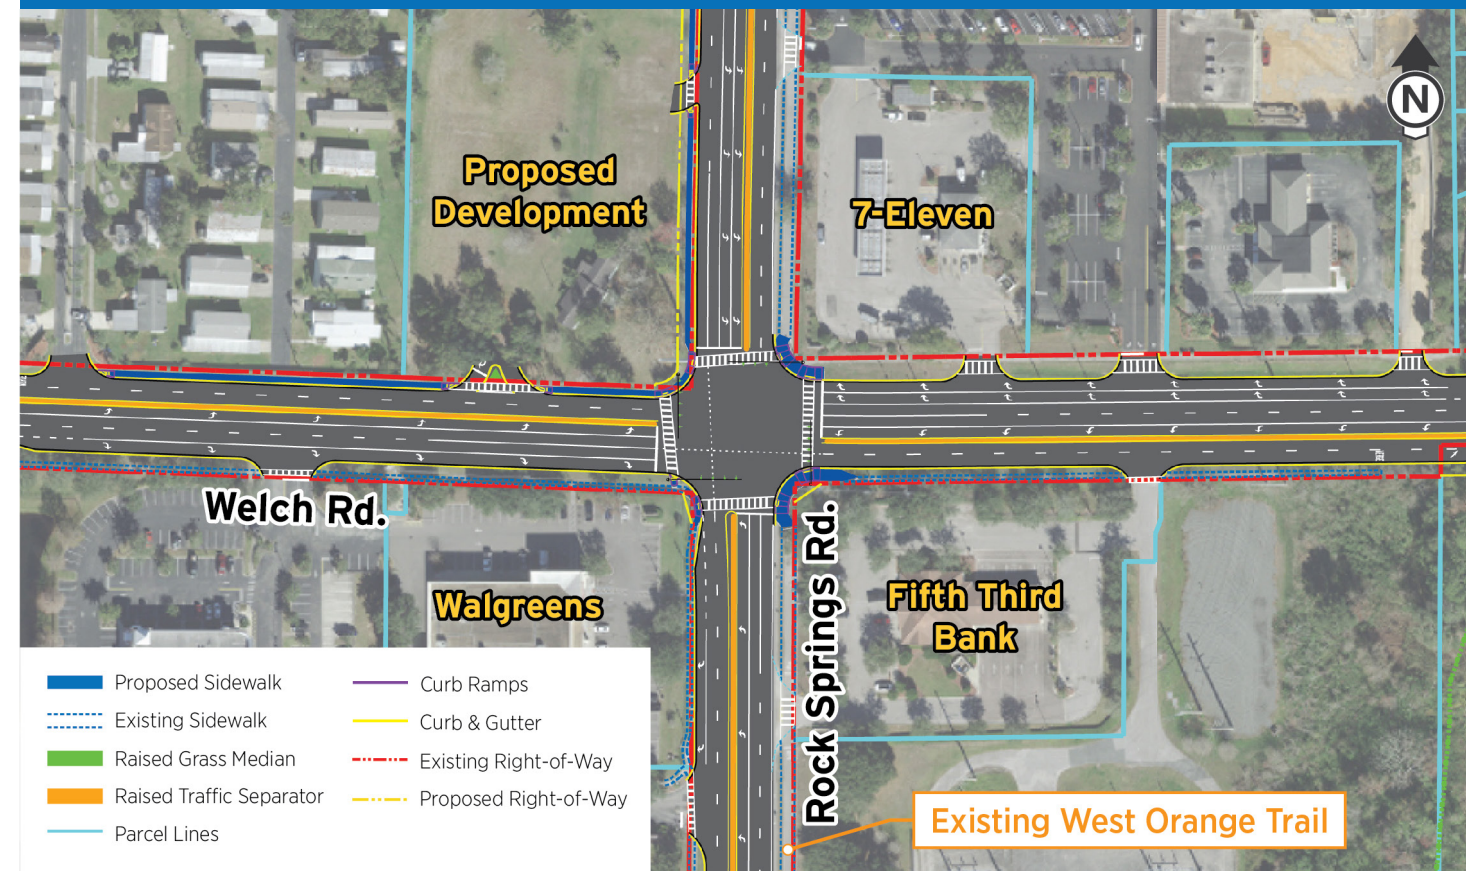 N
Proposed
Development
7-Eleven
Welch Rd.
Walgreens
Rock Springs Rd.
Fifth Third
Bank
Existing West Orange Trail
Proposed Sidewalk
Existing Sidewalk
Raised Grass Median
Raised Traffic Separator
Parcel Lines
Curb Ramps
Curb & Gutter
Existing Right-of-Way
Proposed Right-of-Way